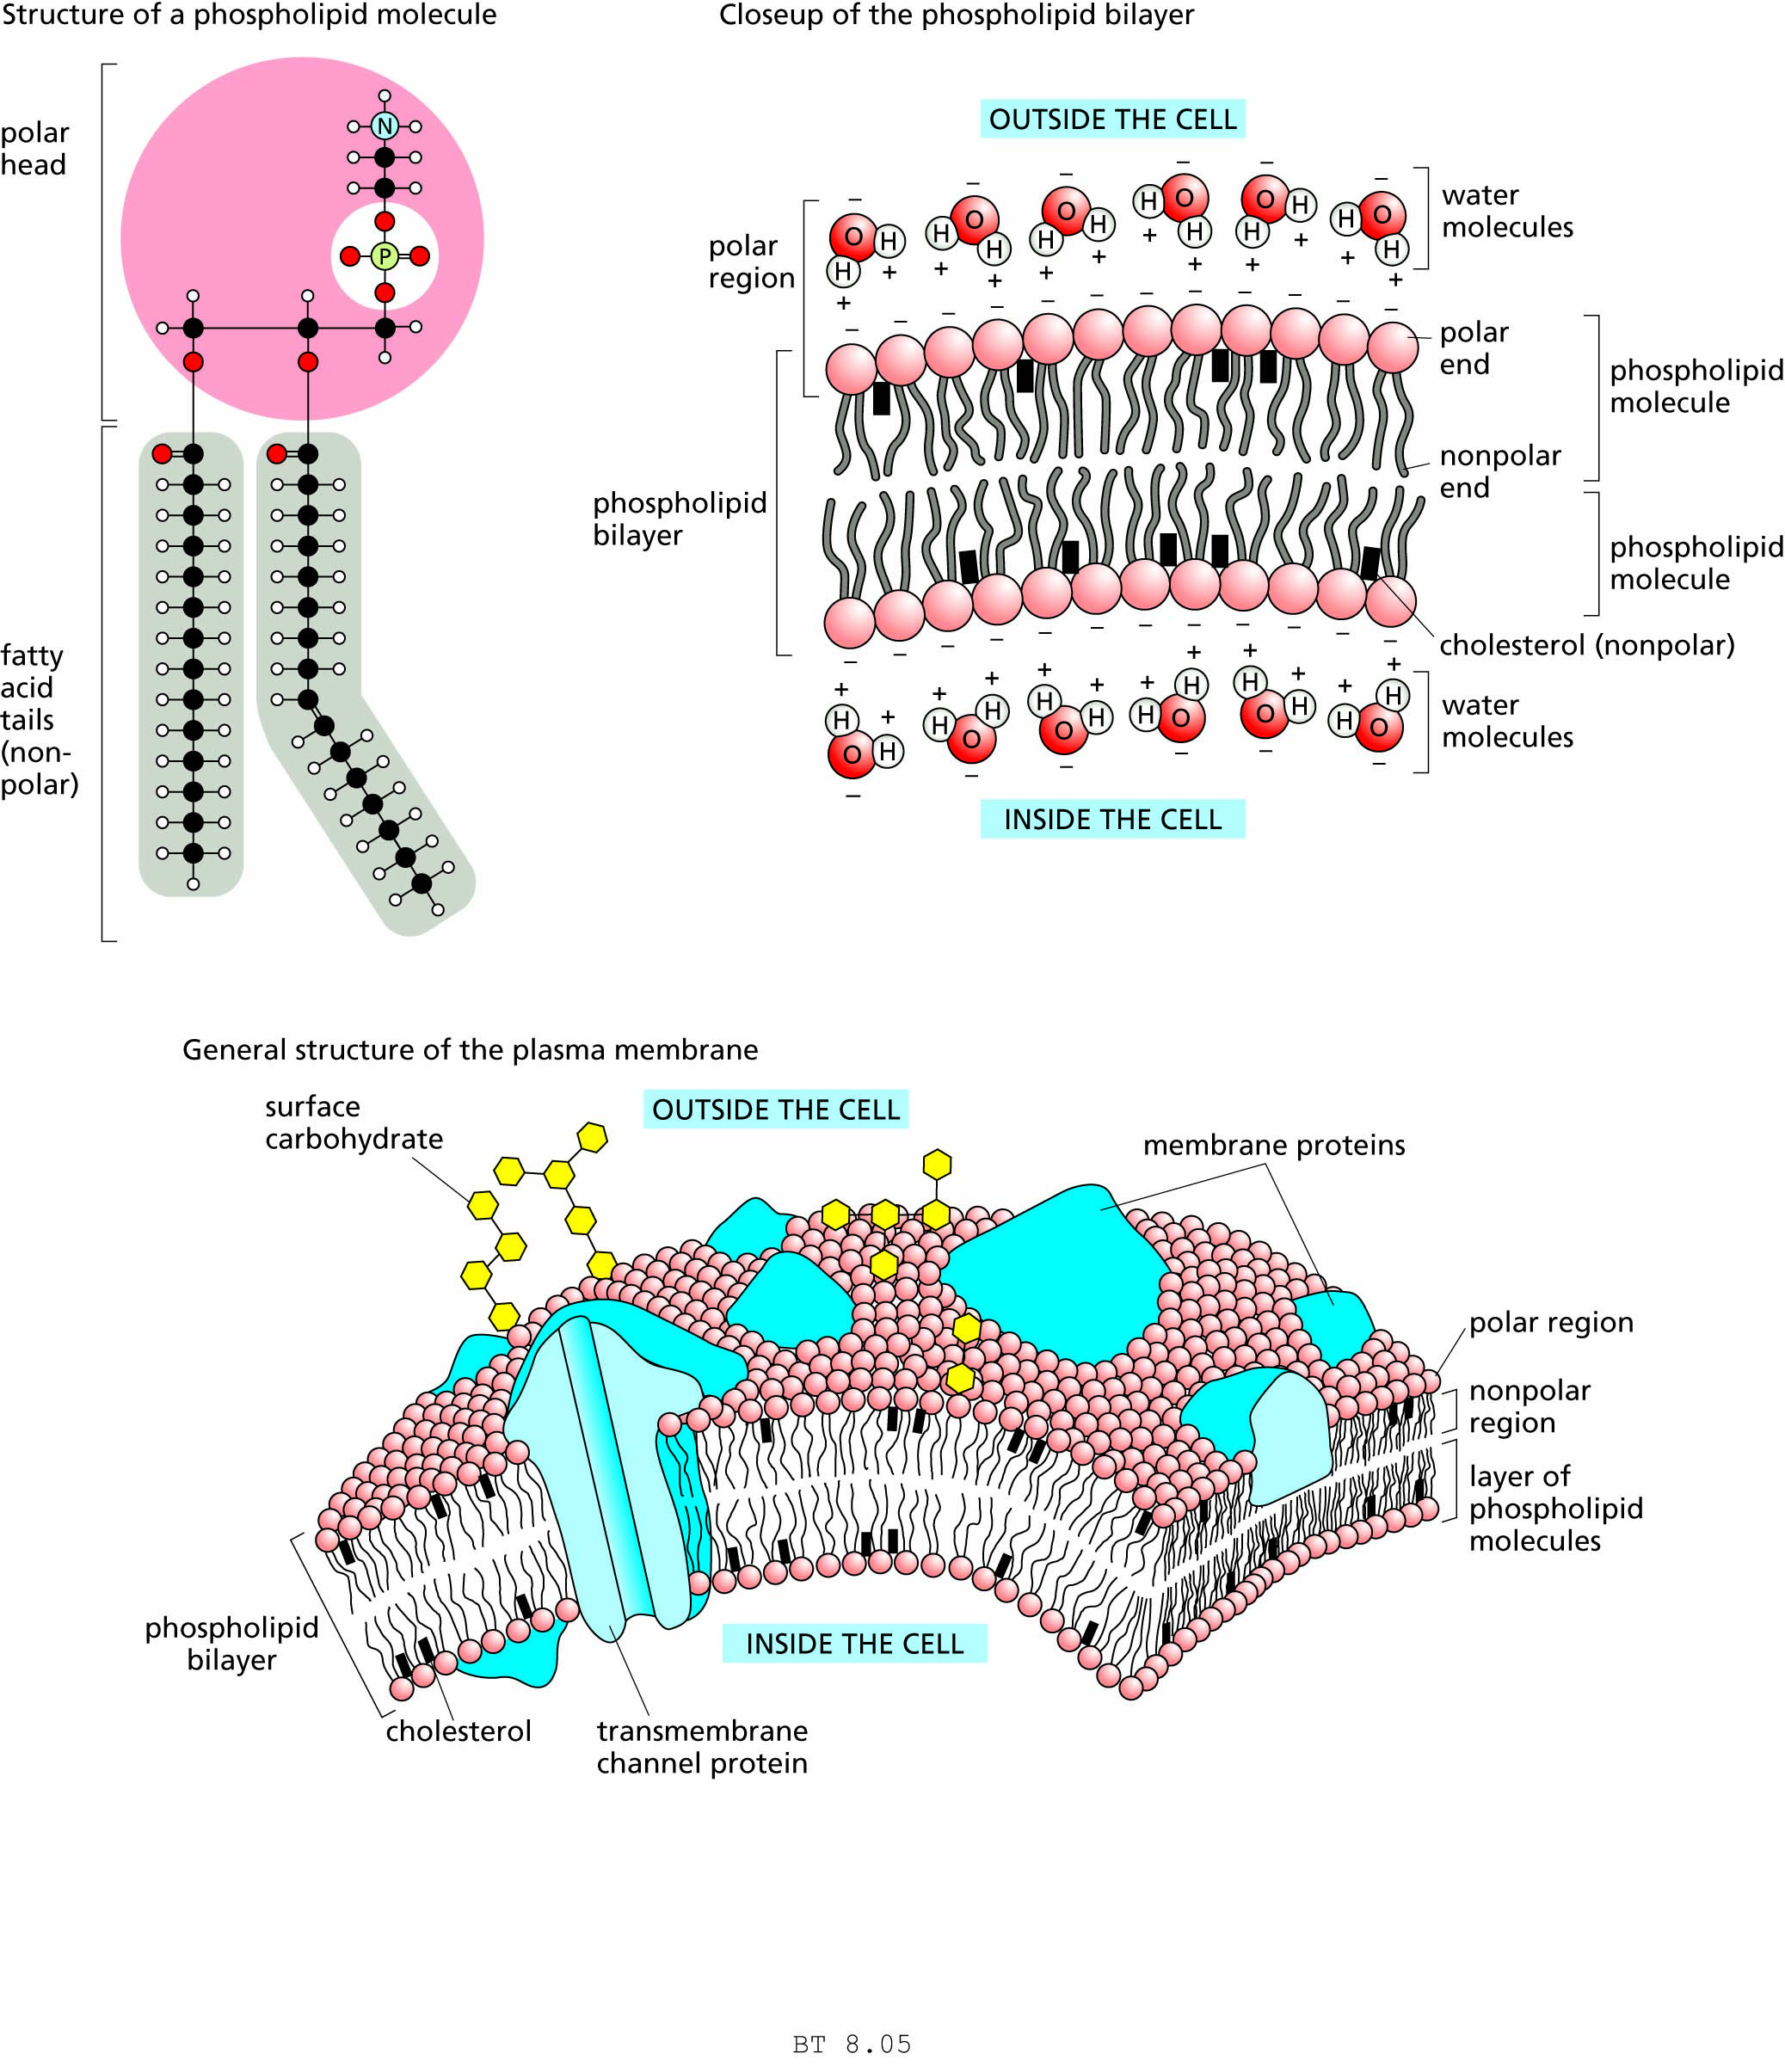 Structure of a phospholipid molecule
polar
head
N
P
fatty
acid
tails
(non-
polar)
Closeup of the phospholipid bilayer
OUTSIDE THE CELL
− − − − − −
O H H
H O H
O H H
H O H
O H H
H O H
+ + + + + + + + + + + +
water
molecules
polar
region
− − − − − − − − − − − −
polar
end
phospholipid
molecule
nonpolar
end
phospholipid
bilayer
phospholipid
molecule
cholesterol (nonpolar)
− − − − − − − − − − − −
+ + + + + + + + + + + +
H O H
H O H
H O H
H O H
H O H
H O H
− − − − − −
water
molecules
INSIDE THE CELL
General structure of the plasma membrane
surface
carbohydrate
OUTSIDE THE CELL
membrane proteins
polar region
nonpolar
region
layer of
phospholipid
molecules
phospholipid
bilayer
INSIDE THE CELL
cholesterol
transmembrane
channel protein
BT 8.05